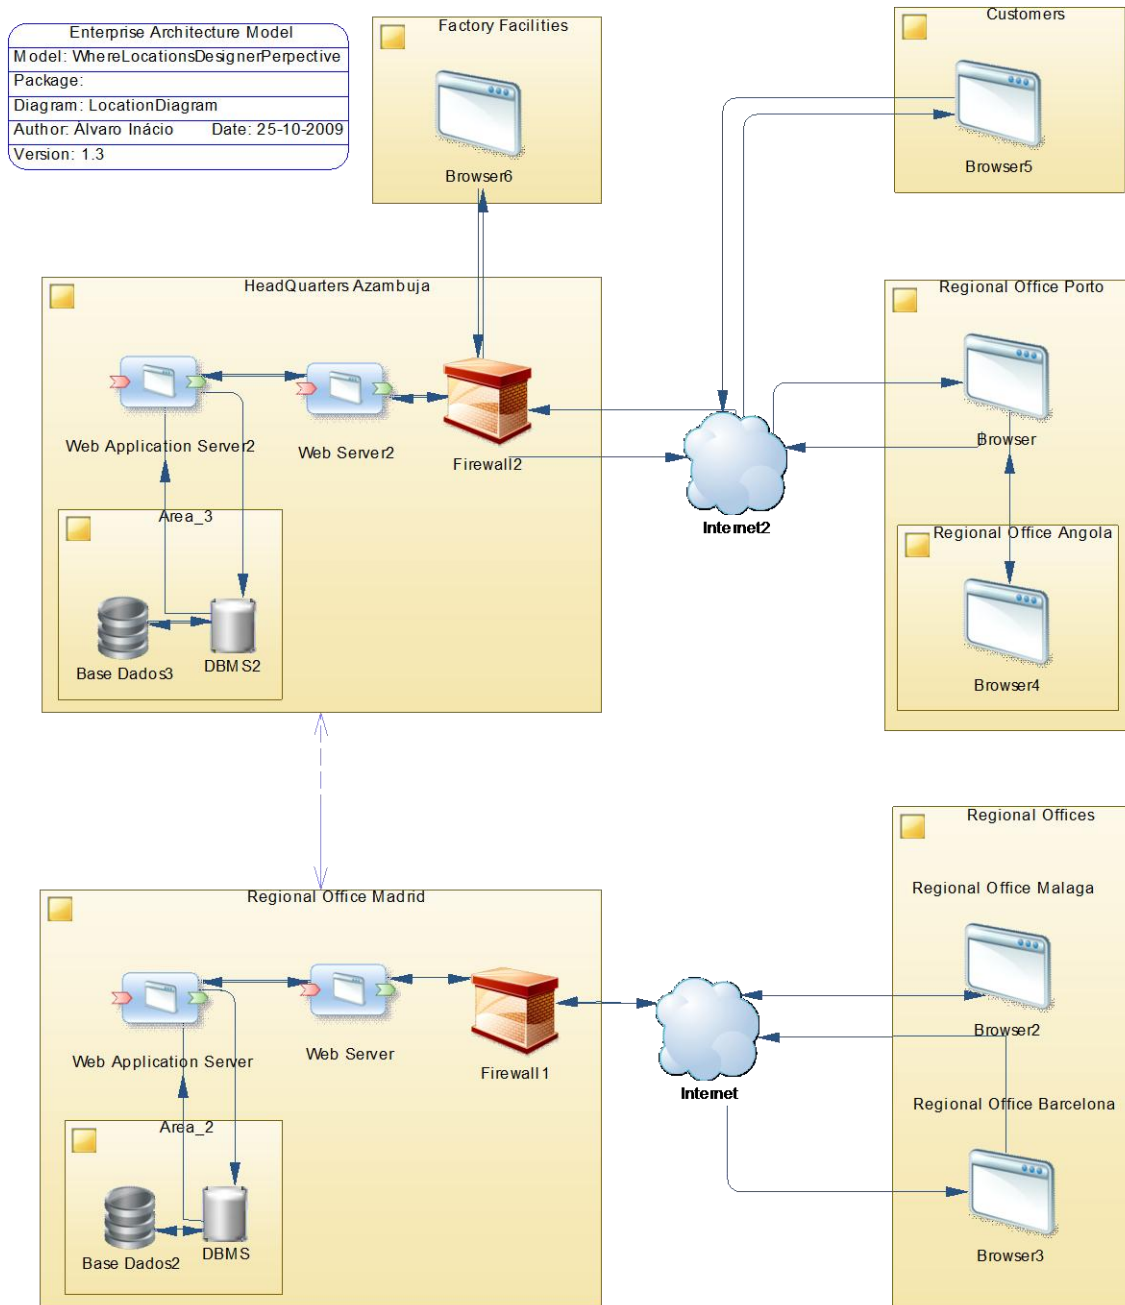 Enterprise Architecture Model
Model: WhereLocationsDesignerPerpective
Package:
Diagram: LocationDiagram
Author: Álvaro Inácio Date: 25-10-2009
Version: 1.3
Factory Facilities
Browser6
Customers
Browser5
HeadQuarters Azambuja
Web Application Server2
Web Server2
Firewall2
Area_3
Base Dados3
DBMS2
Internet2
Regional Office Porto
Browser
Regional Office Angola
Browser4
Regional Office Madrid
Web Application Server
Web Server
Firewall1
Area_2
Base Dados2
DBMS
Internet
Regional Offices
Regional Office Malaga
Browser2
Regional Office Barcelona
Browser3